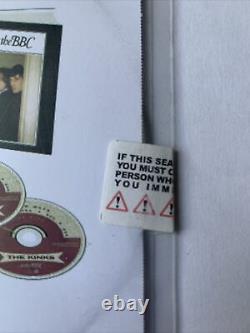 the BBC
IF THIS SEA
YOU MUST C
PERSON WH
YOU IMM
THE KINKS